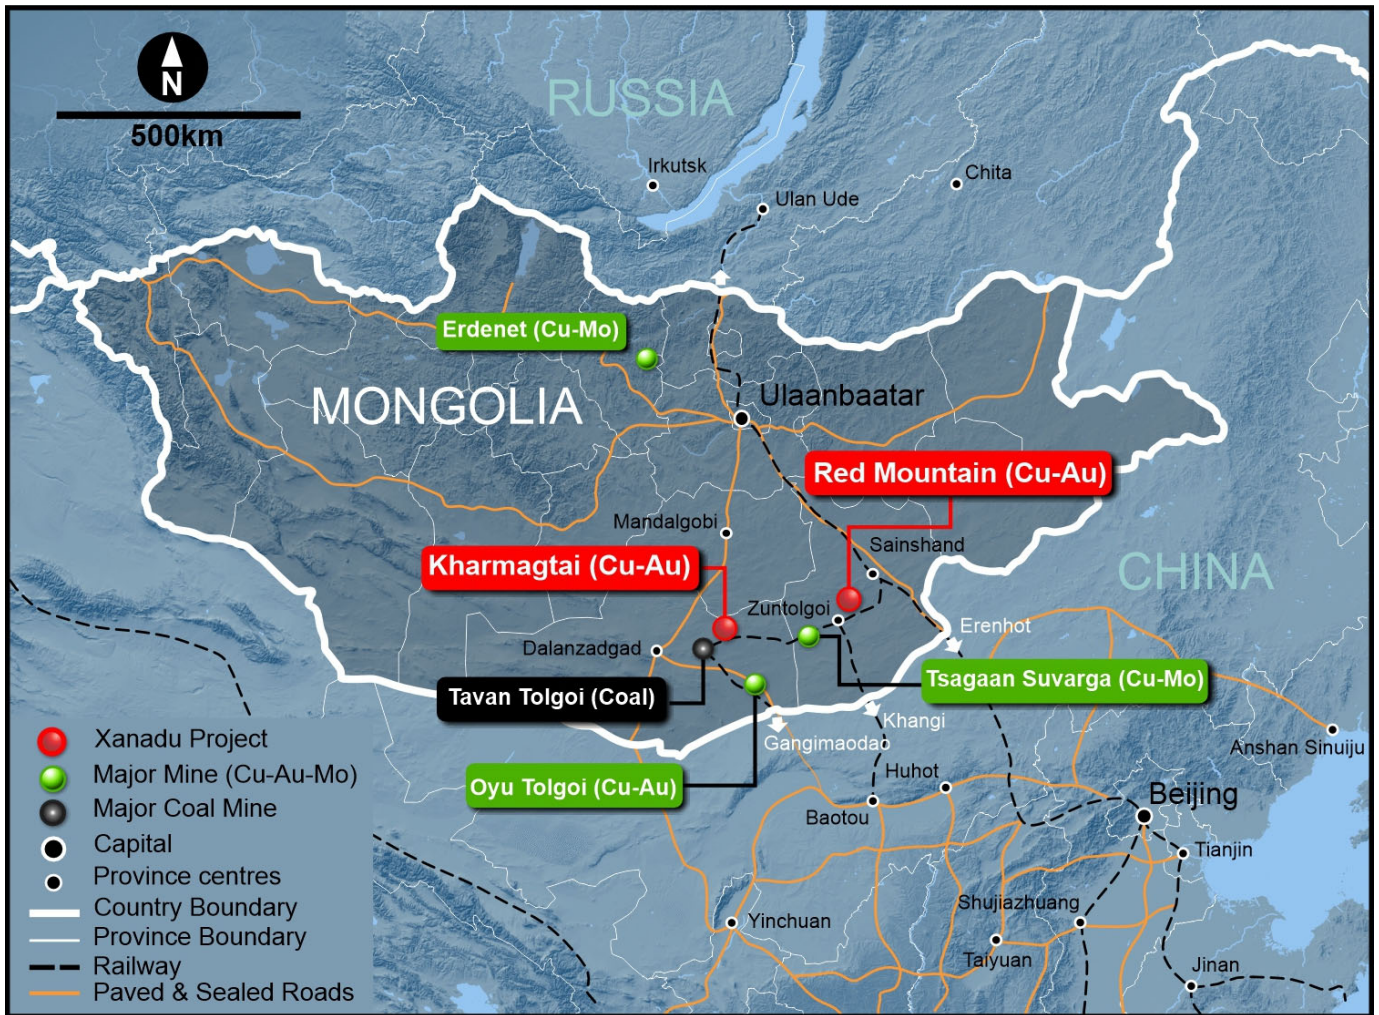 N
500km
RUSSIA
Irkutsk
Chita
Ulan Ude
Erdenet (Cu-Mo)
MONGOLIA
Ulaanbaatar
Red Mountain (Cu-Au)
Mandalgobi
Sainshand
Kharmagtai (Cu-Au)
CHINA
Zuntolgoi
Erenhot
Dalanzadgad
Tsagaan Suvarga (Cu-Mo)
Tavan Tolgoi (Coal)
Khangi
Gangimaodao
Anshan Sinuiju
Oyu Tolgoi (Cu-Au)
Huhot
Baotou
Beijing
Tianjin
Shujiazhuang
Yinchuan
Taiyuan
Jinan
Xanadu Project
Major Mine (Cu-Au-Mo)
Major Coal Mine
Capital
Province centres
Country Boundary
Province Boundary
Railway
Paved & Sealed Roads